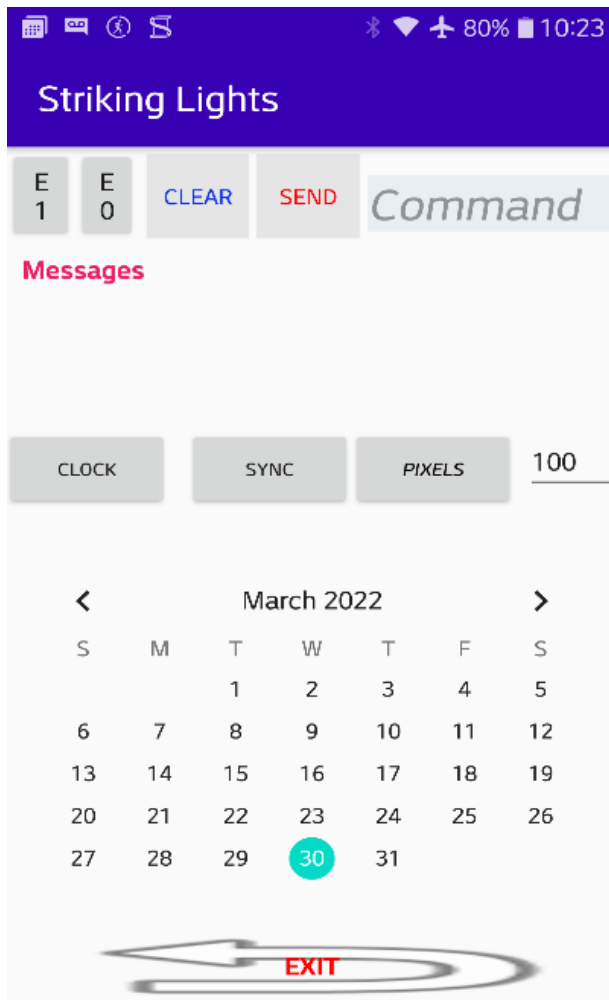 80% 10:23
Striking Lights
E 1 E 0 CLEAR SEND Command
Messages
CLOCK SYNC PIXELS 100
March 2022
S M T W T F S
1 2 3 4 5
6 7 8 9 10 11 12
13 14 15 16 17 18 19
20 21 22 23 24 25 26
27 28 29 30 31
EXIT